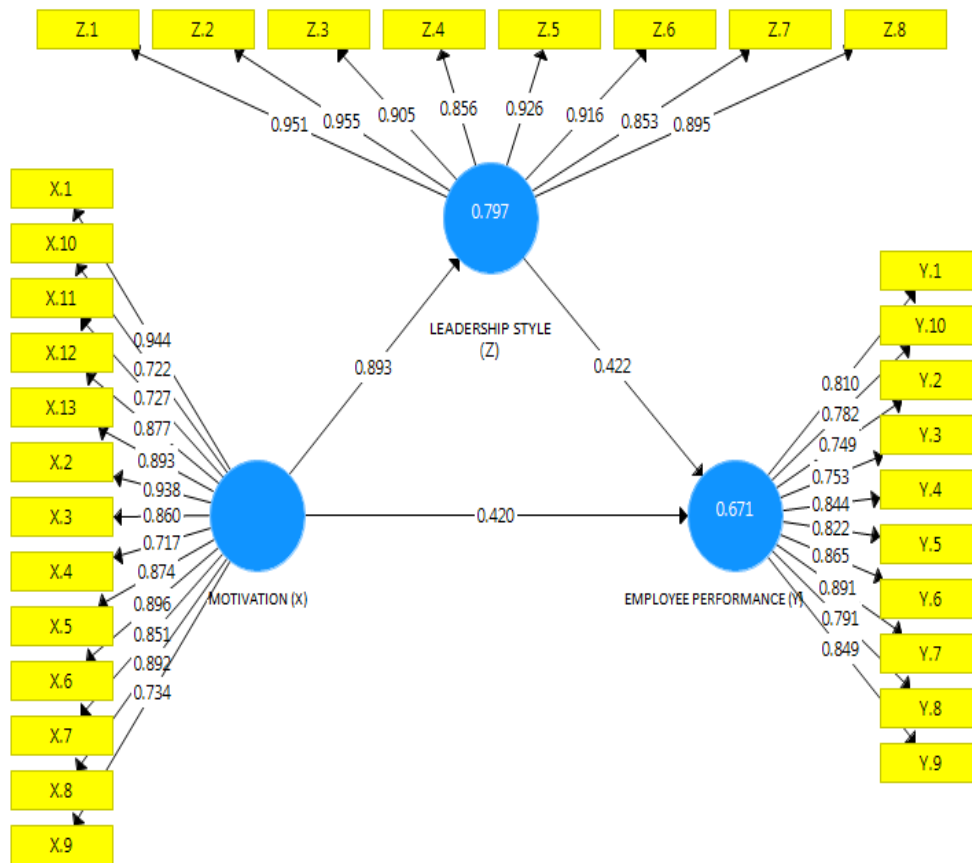 Z.1 Z.2 Z.3 Z.4 Z.5 Z.6 Z.7 Z.8
0.951 0.955 0.905 0.856 0.926 0.916 0.853 0.895
X.1
X.10
X.11
X.12
X.13
X.2
X.3
X.4
X.5
X.6
X.7
X.8
X.9
0.944
0.722
0.727
0.877
0.893
0.938
0.860
0.717
0.874
0.896
0.851
0.892
0.734
0.797
LEADERSHIP STYLE
(Z)
0.893
0.422
0.420
MOTIVATION (X)
0.671
EMPLOYEE PERFORMANCE (Y)
0.810
0.782
0.749
0.753
0.844
0.822
0.865
0.891
0.791
0.849
Y.1
Y.10
Y.2
Y.3
Y.4
Y.5
Y.6
Y.7
Y.8
Y.9